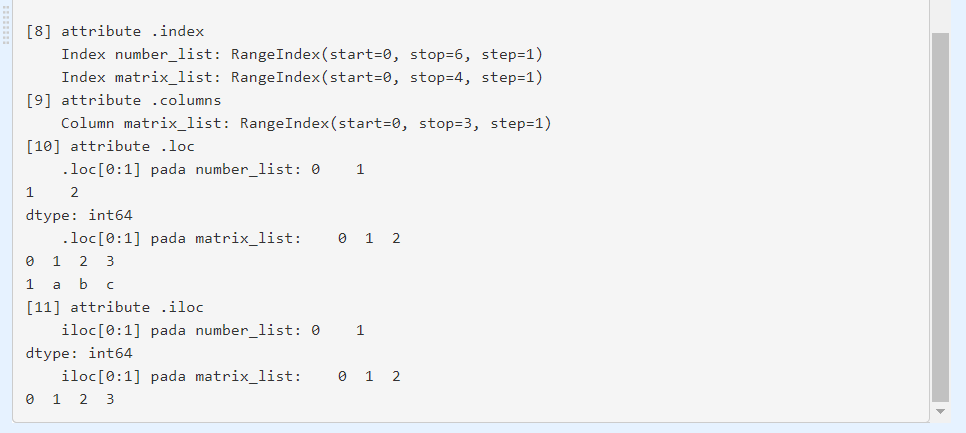 [8] attribute .index
    Index number_list: RangeIndex(start=0, stop=6, step=1)
    Index matrix_list: RangeIndex(start=0, stop=4, step=1)
[9] attribute .columns
    Column matrix_list: RangeIndex(start=0, stop=3, step=1)
[10] attribute .loc
    .loc[0:1] pada number_list: 0    1
1    2
dtype: int64
    .loc[0:1] pada matrix_list:    0  1  2
0  1  2  3
1  a  b  c
[11] attribute .iloc
    iloc[0:1] pada number_list: 0    1
dtype: int64
    iloc[0:1] pada matrix_list:    0  1  2
0  1  2  3